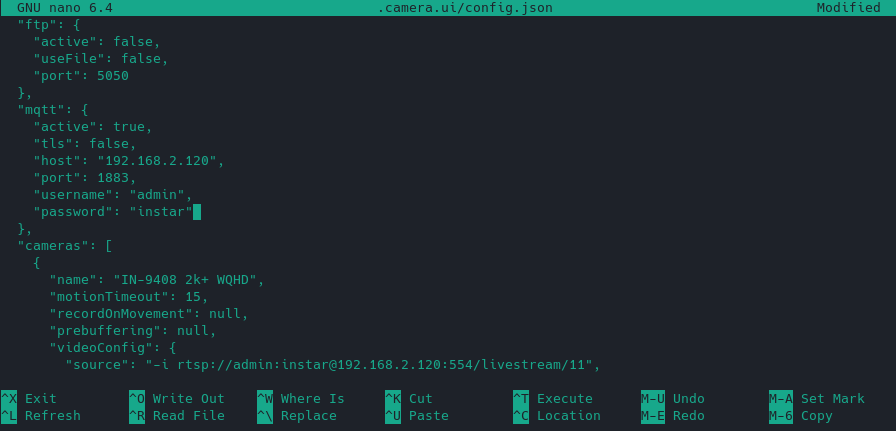 GNU nano 6.4 .camera.ui/config.json Modified
"ftp": {
"active": false,
"useFile": false,
"port": 5050
},
"mqtt": {
"active": true,
"tls": false,
"host": "192.168.2.120",
"port": 1883,
"username": "admin",
"password": "instar"
},
"cameras": [
{
"name": "IN-9408 2k+ WQHD",
"motionTimeout": 15,
"recordOnMovement": null,
"prebuffering": null,
"videoConfig": {
"source": "-i rtsp://admin:instar@192.168.2.120:554/livestream/11",
^X Exit ^O Write Out ^W Where Is ^K Cut ^T Execute M-U Undo M-A Set Mark
^L Refresh ^R Read File ^\ Replace ^U Paste ^C Location M-E Redo M-6 Copy